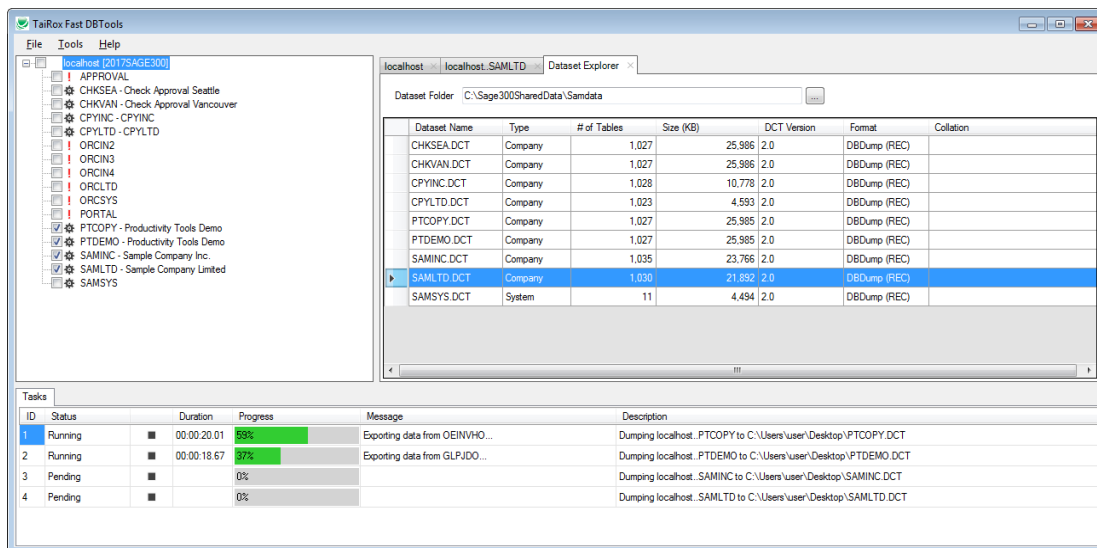 TaiRox Fast DBTools
File Tools Help
localhost [2017SAGE300]
! APPROVAL
CHKSEA - Check Approval Seattle
CHKVAN - Check Approval Vancouver
CPYINC - CPYINC
CPYLTD - CPYLTD
! ORCIN2
! ORCIN3
! ORCIN4
! ORCLTD
! ORCSYS
! PORTAL
PTCOPY - Productivity Tools Demo
PTDEMO - Productivity Tools Demo
SAMINC - Sample Company Inc.
SAMLTD - Sample Company Limited
SAMSYS
localhost localhost..SAMLTD Dataset Explorer
Dataset Folder C:\Sage300SharedData\Samdata ...
Dataset Name Type # of Tables Size (KB) DCT Version Format Collation
CHKSEA.DCT Company 1,027 25,986 2.0 DBDump (REC)
CHKVAN.DCT Company 1,027 25,986 2.0 DBDump (REC)
CPYINC.DCT Company 1,028 10,778 2.0 DBDump (REC)
CPYLTD.DCT Company 1,023 4,593 2.0 DBDump (REC)
PTCOPY.DCT Company 1,027 25,985 2.0 DBDump (REC)
PTDEMO.DCT Company 1,027 25,985 2.0 DBDump (REC)
SAMINC.DCT Company 1,035 23,766 2.0 DBDump (REC)
SAMLTD.DCT Company 1,030 21,892 2.0 DBDump (REC)
SAMSYS.DCT System 11 4,494 2.0 DBDump (REC)
Tasks
ID Status Duration Progress Message Description
1 Running 00:00:20.01 59% Exporting data from OEINVHO... Dumping localhost..PTCOPY to C:\Users\user\Desktop\PTCOPY.DCT
2 Running 00:00:18.67 37% Exporting data from GLPJDO... Dumping localhost..PTDEMO to C:\Users\user\Desktop\PTDEMO.DCT
3 Pending 0% Dumping localhost..SAMINC to C:\Users\user\Desktop\SAMINC.DCT
4 Pending 0% Dumping localhost..SAMLTD to C:\Users\user\Desktop\SAMLTD.DCT